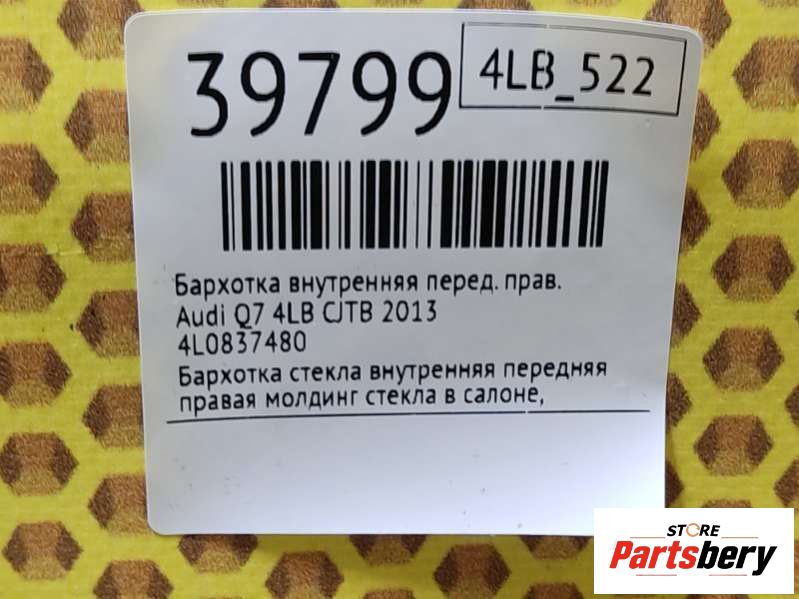 39799
4LB_522
Бархотка внутренняя перед. прав.
Audi Q7 4LB CJTB 2013
4L0837480
Бархотка стекла внутренняя передняя
правая молдинг стекла в салоне,
STORE
Partsbery